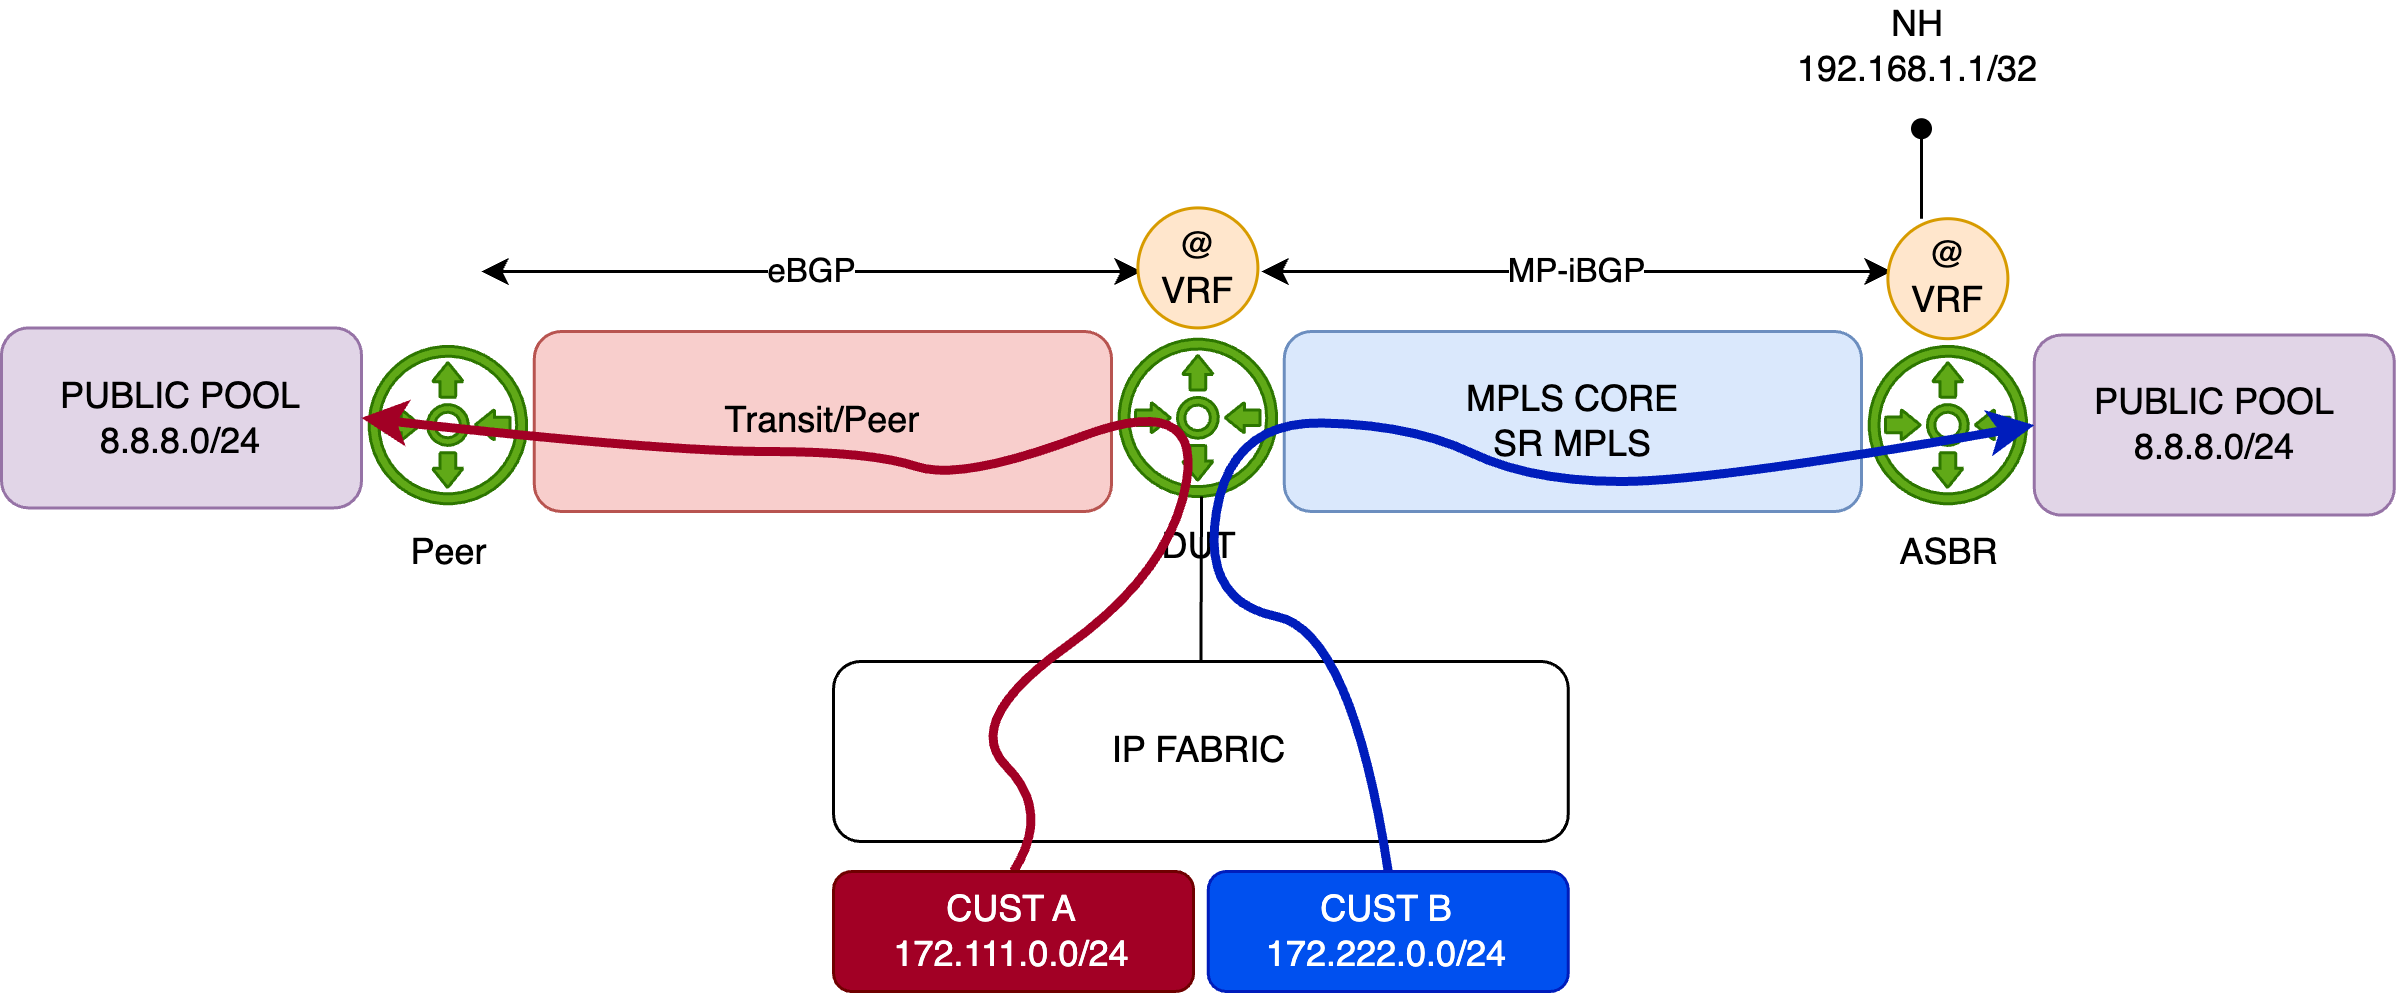 NH
192.168.1.1/32
@
VRF
eBGP
MP-iBGP
@
VRF
PUBLIC POOL
8.8.8.0/24
Transit/Peer
MPLS CORE
SR MPLS
PUBLIC POOL
8.8.8.0/24
Peer
DUT
ASBR
IP FABRIC
CUST A
172.111.0.0/24
CUST B
172.222.0.0/24